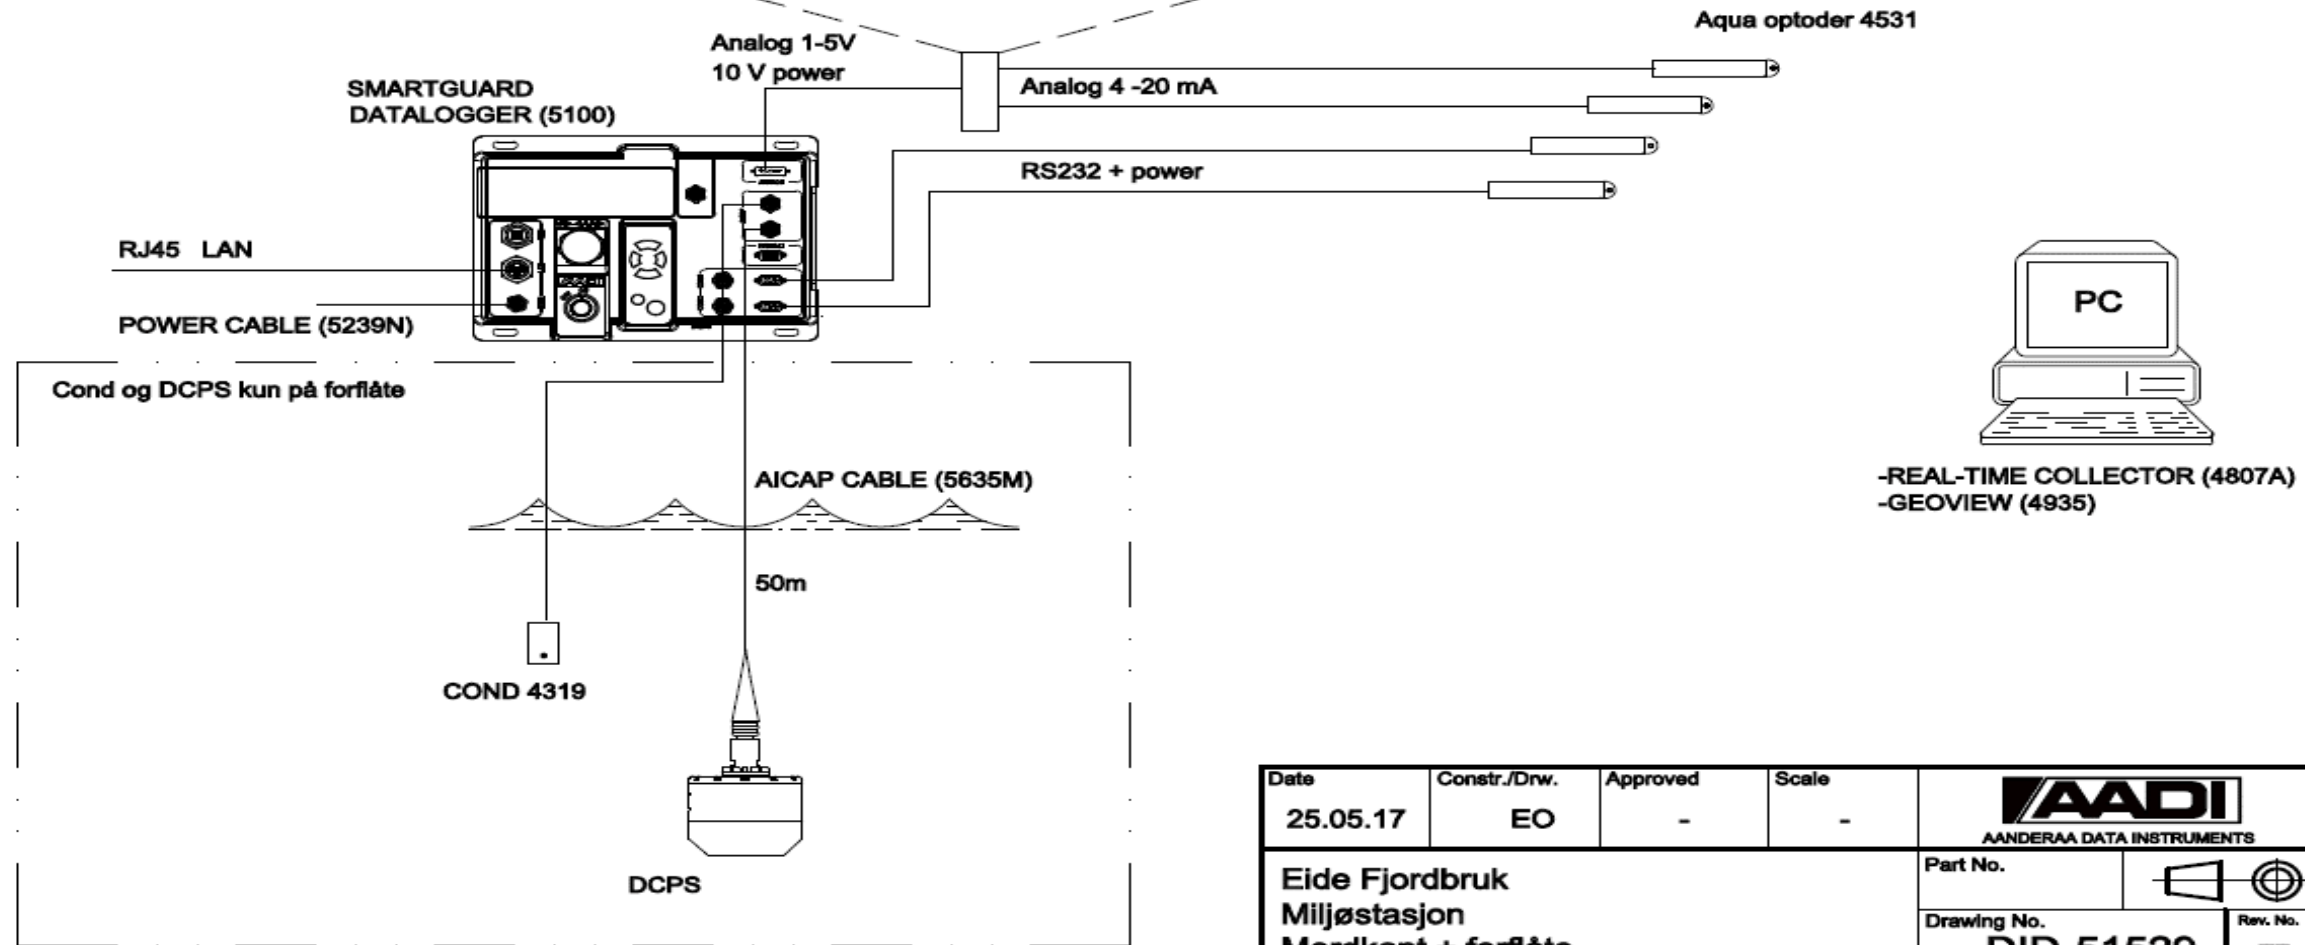 Aqua optoder 4531
Analog 1-5V
10 V power
SMARTGUARD
DATALOGGER (5100)
Analog 4 -20 mA
RS232 + power
RJ45 LAN
POWER CABLE (5239N)
PC
Cond og DCPS kun på forflåte
AICAP CABLE (5635M)
-REAL-TIME COLLECTOR (4807A)
-GEOVIEW (4935)
50m
COND 4319
DCPS
Date
Constr./Drw.
Approved
Scale
25.05.17
EO
-
-
AADI
AANDERAA DATA INSTRUMENTS
Eide Fjordbruk
Miljøstasjon
Merdkant + forflåte
Part No.
Drawing No.
Rev. No.